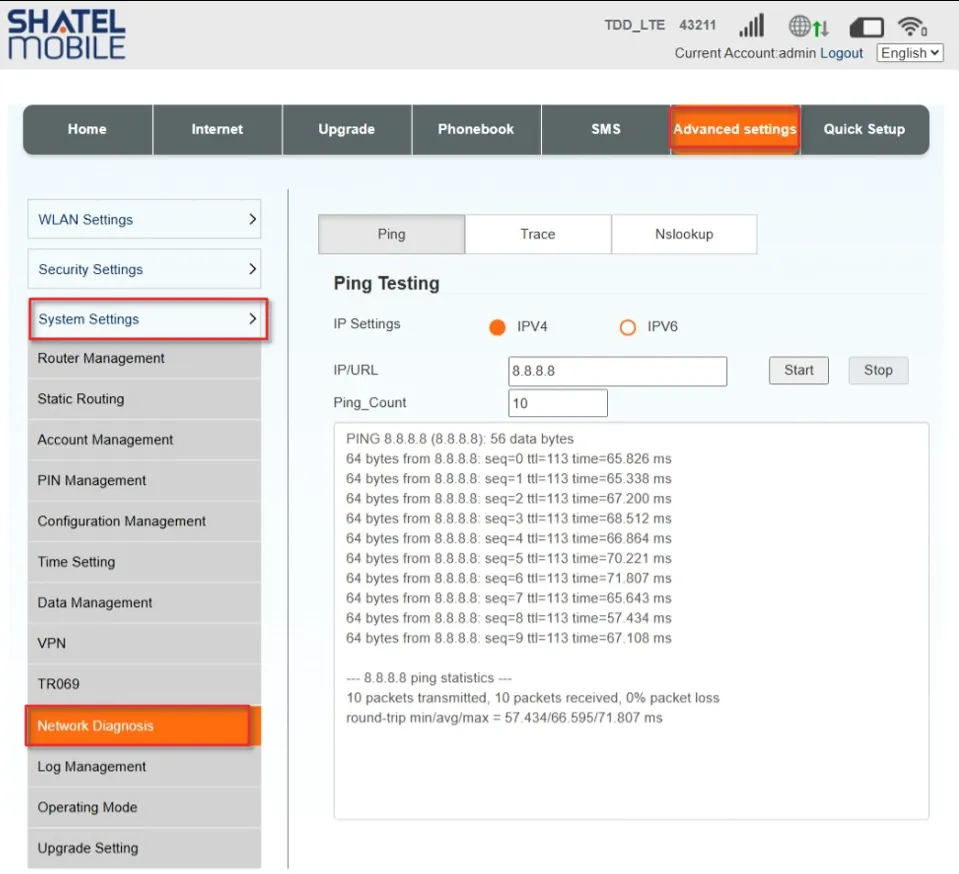 SHATEL
MOBILE
TDD_LTE 43211
0
Current Account:admin Logout English
Home Internet Upgrade Phonebook SMS Advanced settings Quick Setup
WLAN Settings
Security Settings
System Settings
Router Management
Static Routing
Account Management
PIN Management
Configuration Management
Time Setting
Data Management
VPN
TR069
Network Diagnosis
Log Management
Operating Mode
Upgrade Setting
Ping Trace Nslookup
Ping Testing
IP Settings IPV4 IPV6
IP/URL 8.8.8.8 Start Stop
Ping_Count 10
PING 8.8.8.8 (8.8.8.8): 56 data bytes
64 bytes from 8.8.8.8: seq=0 ttl=113 time=65.826 ms
64 bytes from 8.8.8.8: seq=1 ttl=113 time=65.338 ms
64 bytes from 8.8.8.8: seq=2 ttl=113 time=67.200 ms
64 bytes from 8.8.8.8: seq=3 ttl=113 time=68.512 ms
64 bytes from 8.8.8.8: seq=4 ttl=113 time=66.864 ms
64 bytes from 8.8.8.8: seq=5 ttl=113 time=70.221 ms
64 bytes from 8.8.8.8: seq=6 ttl=113 time=71.807 ms
64 bytes from 8.8.8.8: seq=7 ttl=113 time=65.643 ms
64 bytes from 8.8.8.8: seq=8 ttl=113 time=57.434 ms
64 bytes from 8.8.8.8: seq=9 ttl=113 time=67.108 ms
--- 8.8.8.8 ping statistics ---
10 packets transmitted, 10 packets received, 0% packet loss
round-trip min/avg/max = 57.434/66.595/71.807 ms